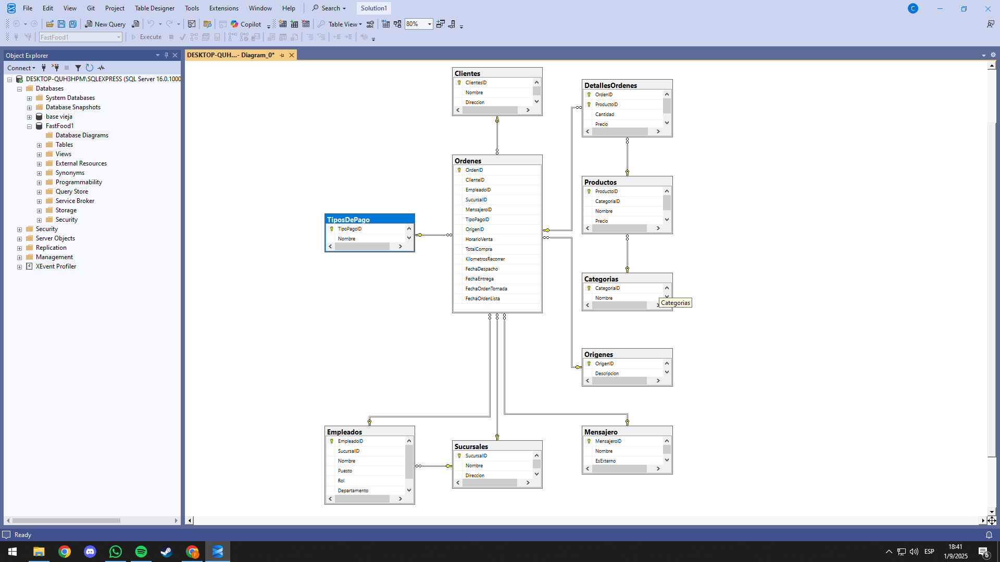 File Edit View Git Project Table Designer Tools Extensions Window Help Search Solution1 C
New Query Copilot Table View 80%
FastFood1 Execute
Object Explorer
Connect
DESKTOP-QUH3HPM\SQLEXPRESS (SQL Server 16.0.1000
Databases
System Databases
Database Snapshots
base vieja
FastFood1
Database Diagrams
Tables
Views
External Resources
Synonyms
Programmability
Query Store
Service Broker
Storage
Security
Security
Server Objects
Replication
Management
XEvent Profiler
DESKTOP-QUH...- Diagram_0*
Clientes
ClientesID
Nombre
Direccion
DetallesOrdenes
OrdenID
ProductoID
Cantidad
Precio
Ordenes
OrdenID
ClienteID
EmpleadoID
SucursalID
MensajeroID
TipoPagoID
OrigenID
HorarioVenta
TotalCompra
KilometrosRecorrer
FechaDespacho
FechaEntrega
FechaOrdenTomada
FechaOrdenLista
Productos
ProductoID
CategoriaID
Nombre
Precio
TiposDePago
TipoPagoID
Nombre
Categorias
CategoriaID
Nombre
Categorias
Origenes
OrigenID
Descripcion
Empleados
EmpleadoID
SucursalID
Nombre
Puesto
Rol
Departamento
Sucursales
SucursalID
Nombre
Direccion
Mensajero
MensajeroID
Nombre
EsExterno
Ready
F
ESP
18:41
1/9/2025
6